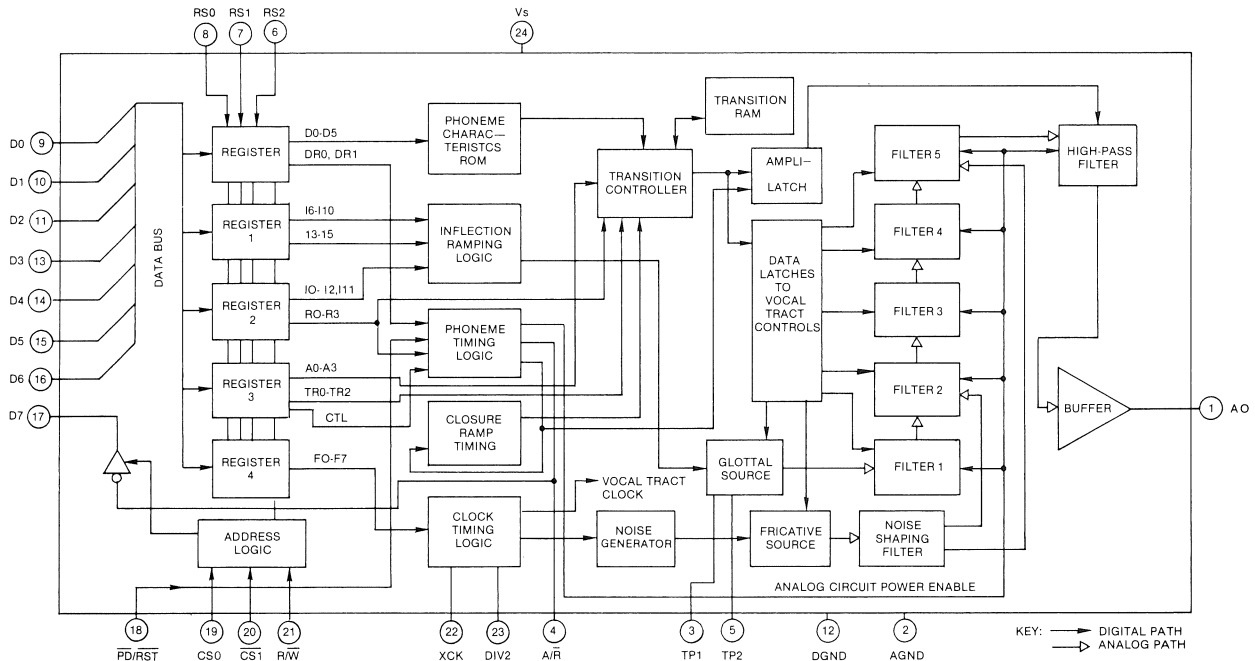 RS0 RS1 RS2 Vs
8 7 6 24
D0 9
D1 10
D2 11
D3 13
D4 14
D5 15
D6 16
D7 17
DATA BUS
REGISTER
REGISTER
1
REGISTER
2
REGISTER
3
REGISTER
4
ADDRESS
LOGIC
D0-D5
DR0, DR1
I6-I10
13-15
IO- I2,I11
RO-R3
A0-A3
TR0-TR2
CTL
FO-F7
PHONEME
CHARAC—
TERISTCS
ROM
INFLECTION
RAMPING
LOGIC
PHONEME
TIMING
LOGIC
CLOSURE
RAMP
TIMING
CLOCK
TIMING
LOGIC
VOCAL TRACT
CLOCK
NOISE
GENERATOR
TRANSITION
CONTROLLER
TRANSITION
RAM
AMPLI–
LATCH
DATA
LATCHES
TO
VOCAL
TRACT
CONTROLS
GLOTTAL
SOURCE
FRICATIVE
SOURCE
NOISE
SHAPING
FILTER
FILTER 5
FILTER 4
FILTER 3
FILTER 2
FILTER 1
HIGH-PASS
FILTER
BUFFER
1 AO
ANALOG CIRCUIT POWER ENABLE
18 19 20 21 22 23 4 3 5 12 2
PD/RST CS0 CS1 R/W XCK DIV2 A/R TP1 TP2 DGND AGND
KEY: DIGITAL PATH
ANALOG PATH